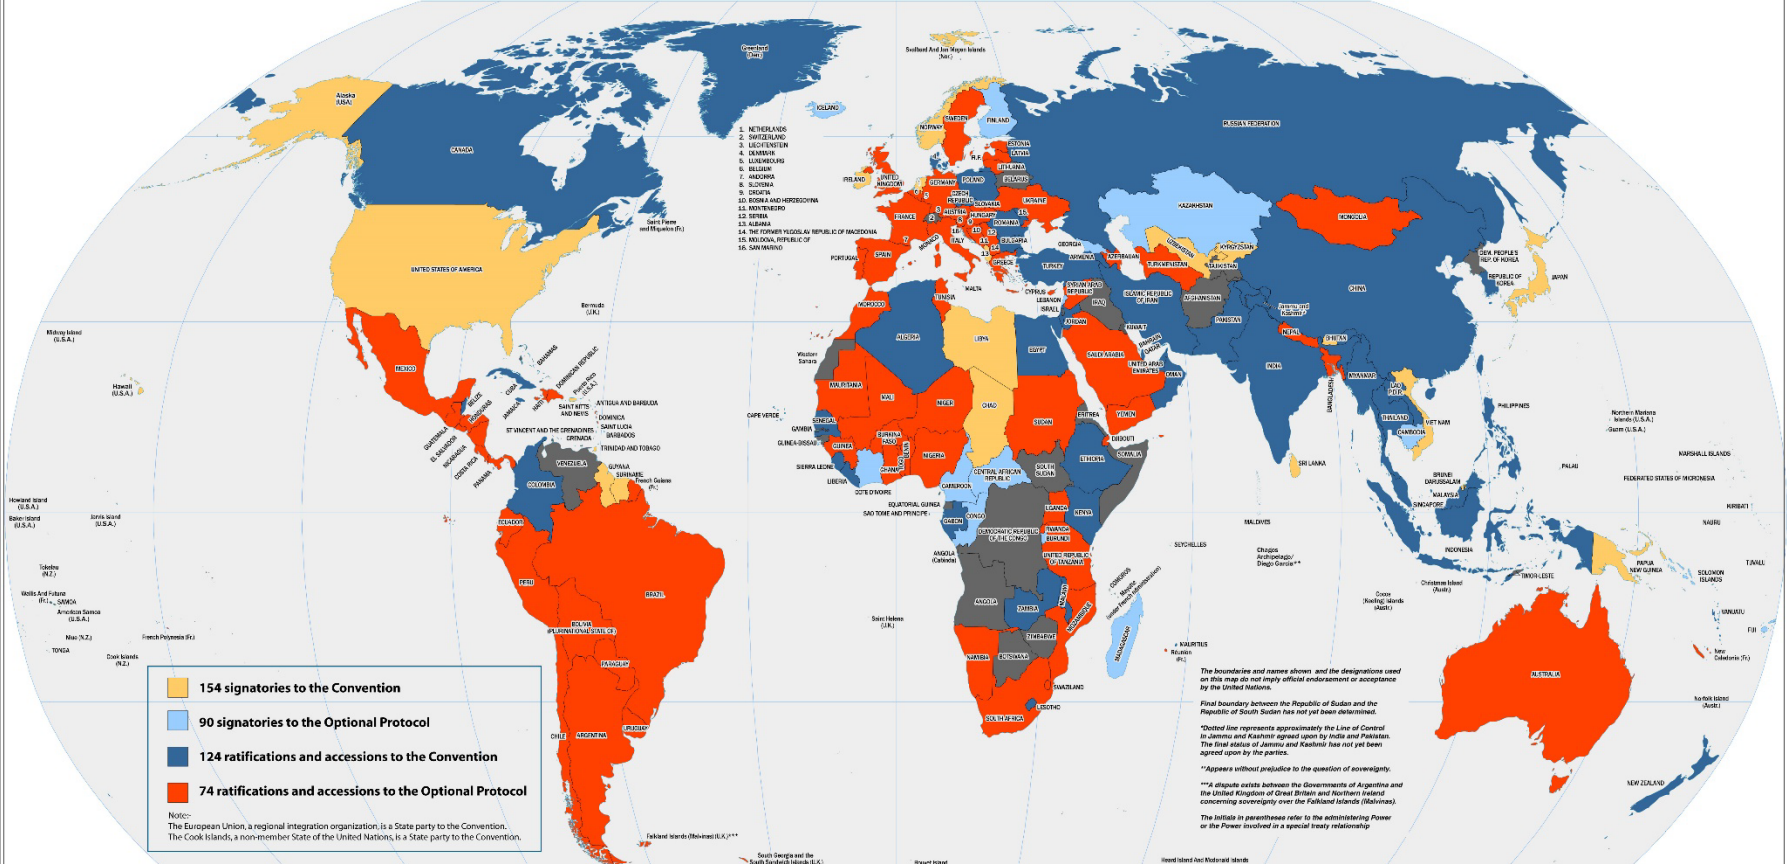 Greenland
(Den.)
Svalbard And Jan Mayen Islands
(Nor.)
Alaska
(USA)
ICELAND
CANADA
NORWAY
SWEDEN
FINLAND
RUSSIAN FEDERATION
1. NETHERLANDS
2. SWITZERLAND
3. LIECHTENSTEIN
4. DENMARK
5. LUXEMBOURG
6. BELGIUM
7. ANDORRA
8. SLOVENIA
9. CROATIA
10. BOSNIA AND HERZEGOVINA
11. MONTENEGRO
12. SERBIA
13. ALBANIA
14. THE FORMER YUGOSLAV REPUBLIC OF MACEDONIA
15. MOLDOVA, REPUBLIC OF
16. SAN MARINO
ESTONIA
LATVIA
LITHUANIA
R.F.
BELARUS
IRELAND
UNITED
KINGDOM
GERMANY
POLAND
CZECH
REPUBLIC
SLOVAKIA
UKRAINE
FRANCE
AUSTRIA
HUNGARY
ROMANIA
BULGARIA
ITALY
MONACO
PORTUGAL
SPAIN
GREECE
MALTA
GEORGIA
ARMENIA
AZERBAIJAN
TURKEY
CYPRUS
LEBANON
ISRAEL
SYRIAN ARAB
REPUBLIC
IRAQ
JORDAN
KAZAKHSTAN
UZBEKISTAN
KYRGYZSTAN
TURKMENISTAN
TAJIKISTAN
MONGOLIA
DEM. PEOPLE'S
REP. OF KOREA
REPUBLIC OF
KOREA
JAPAN
CHINA
Saint Pierre
and Miquelon (Fr.)
UNITED STATES OF AMERICA
Bermuda
(U.K.)
Midway Island
(U.S.A.)
Hawaii
(U.S.A.)
MEXICO
BAHAMAS
CUBA
DOMINICAN REPUBLIC
Puerto Rico
(U.S.A.)
HAITI
JAMAICA
BELIZE
HONDURAS
GUATEMALA
EL SALVADOR
NICARAGUA
COSTA RICA
PANAMA
SAINT KITTS
AND NEVIS
ANTIGUA AND BARBUDA
DOMINICA
SAINT LUCIA
BARBADOS
ST VINCENT AND THE GRENADINES
GRENADA
TRINIDAD AND TOBAGO
VENEZUELA
GUYANA
SURINAME
French Guiana
(Fr.)
COLOMBIA
ECUADOR
PERU
BRAZIL
BOLIVIA
(PLURINATIONAL STATE OF)
PARAGUAY
CHILE
ARGENTINA
URUGUAY
Falkland Islands (Malvinas) (U.K.)***
South Georgia and the
South Sandwich Islands (U.K.)
MOROCCO
TUNISIA
ALGERIA
LIBYA
EGYPT
Western
Sahara
MAURITANIA
MALI
NIGER
CHAD
SUDAN
ERITREA
DJIBOUTI
CAPE VERDE
SENEGAL
GAMBIA
GUINEA-BISSAU
GUINEA
SIERRA LEONE
LIBERIA
COTE D'IVOIRE
BURKINA
FASO
GHANA
TOGO
BENIN
NIGERIA
CAMEROON
CENTRAL AFRICAN
REPUBLIC
SOUTH
SUDAN
ETHIOPIA
SOMALIA
EQUATORIAL GUINEA
SAO TOME AND PRINCIPE
GABON
CONGO
DEMOCRATIC REPUBLIC
OF THE CONGO
UGANDA
KENYA
RWANDA
BURUNDI
UNITED REPUBLIC
OF TANZANIA
ANGOLA
(Cabinda)
ANGOLA
ZAMBIA
MALAWI
MOZAMBIQUE
ZIMBABWE
NAMIBIA
BOTSWANA
SWAZILAND
LESOTHO
SOUTH AFRICA
COMOROS
Mayotte
(under French administration)
MADAGASCAR
MAURITIUS
Reunion
(Fr.)
SEYCHELLES
Saint Helena
(U.K.)
SAUDI ARABIA
KUWAIT
BAHRAIN
QATAR
UNITED ARAB
EMIRATES
OMAN
YEMEN
ISLAMIC REPUBLIC
OF IRAN
AFGHANISTAN
PAKISTAN
Jammu and
Kashmir*
NEPAL
BHUTAN
INDIA
BANGLADESH
MYANMAR
LAO
P.D.R.
THAILAND
VIET NAM
CAMBODIA
SRI LANKA
MALDIVES
Chagos
Archipelago/
Diego Garcia**
PHILIPPINES
BRUNEI
DARUSSALAM
MALAYSIA
SINGAPORE
INDONESIA
TIMOR-LESTE
Christmas Island
(Austr.)
Cocos
(Keeling) Islands
(Austr.)
PALAU
Northern Mariana
Islands (U.S.A.)
Guam (U.S.A.)
MARSHALL ISLANDS
FEDERATED STATES OF MICRONESIA
KIRIBATI
NAURU
PAPUA
NEW GUINEA
SOLOMON
ISLANDS
TUVALU
VANUATU
FIJI
New
Caledonia (Fr.)
Norfolk Island
(Austr.)
AUSTRALIA
NEW ZEALAND
Howland Island
(U.S.A.)
Baker Island
(U.S.A.)
Jarvis Island
(U.S.A.)
Tokelau
(N.Z.)
Wallis And Futuna
(Fr.)
SAMOA
American Samoa
(U.S.A.)
Niue (N.Z.)
French Polynesia (Fr.)
TONGA
Cook Islands
(N.Z.)
154 signatories to the Convention
90 signatories to the Optional Protocol
124 ratifications and accessions to the Convention
74 ratifications and accessions to the Optional Protocol
Note:-
The European Union, a regional integration organization, is a State party to the Convention.
The Cook Islands, a non-member State of the United Nations, is a State party to the Convention.
The boundaries and names shown and the designations used
on this map do not imply official endorsement or acceptance
by the United Nations.
Final boundary between the Republic of Sudan and the
Republic of South Sudan has not yet been determined.
*Dotted line represents approximately the Line of Control
in Jammu and Kashmir agreed upon by India and Pakistan.
The final status of Jammu and Kashmir has not yet been
agreed upon by the parties.
**Appears without prejudice to the question of sovereignty.
***A dispute exists between the Governments of Argentina and
the United Kingdom of Great Britain and Northern Ireland
concerning sovereignty over the Falkland Islands (Malvinas).
The initials in parentheses refer to the administering Power
or the Power involved in a special treaty relationship
Heard Island And Mcdonald Islands